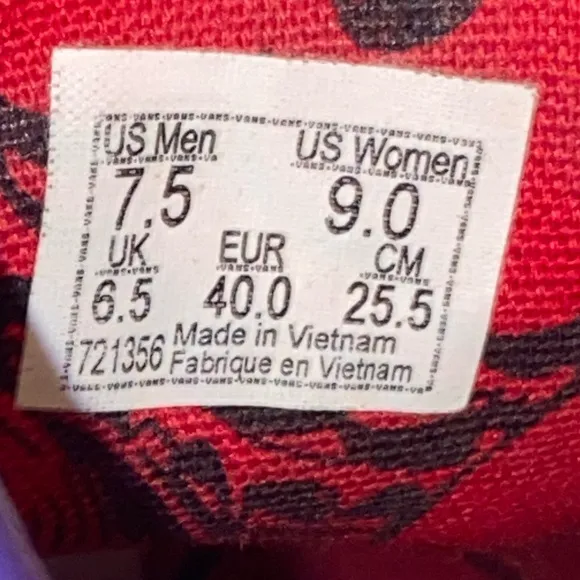 US Men US Women
7.5 9.0
UK EUR CM
6.5 40.0 25.5
721356 Made in Vietnam
Fabrique en Vietnam